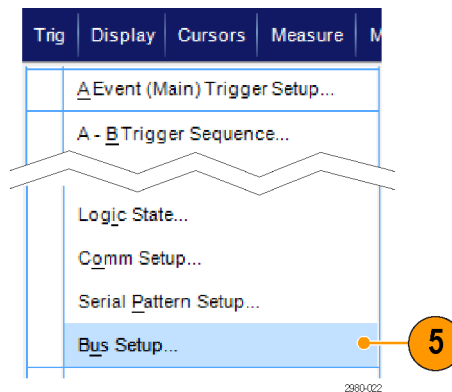 Trig Display Cursors Measure M
A Event (Main) Trigger Setup...
A - B Trigger Sequence...
Logic State...
Comm Setup...
Serial Pattern Setup...
Bus Setup...
5
2980-022